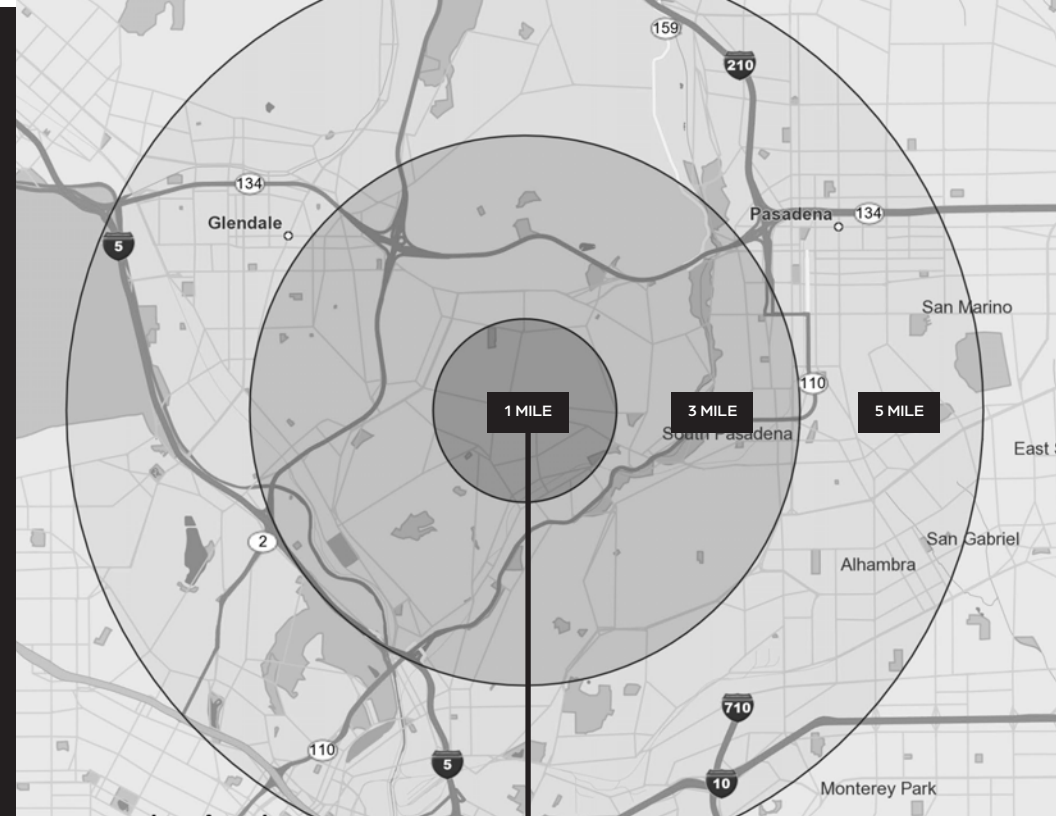 159
210
134
Glendale
Pasadena
134
5
San Marino
110
1 MILE
3 MILE
5 MILE
South Pasadena
East
2
San Gabriel
Alhambra
710
110
5
10
Monterey Park